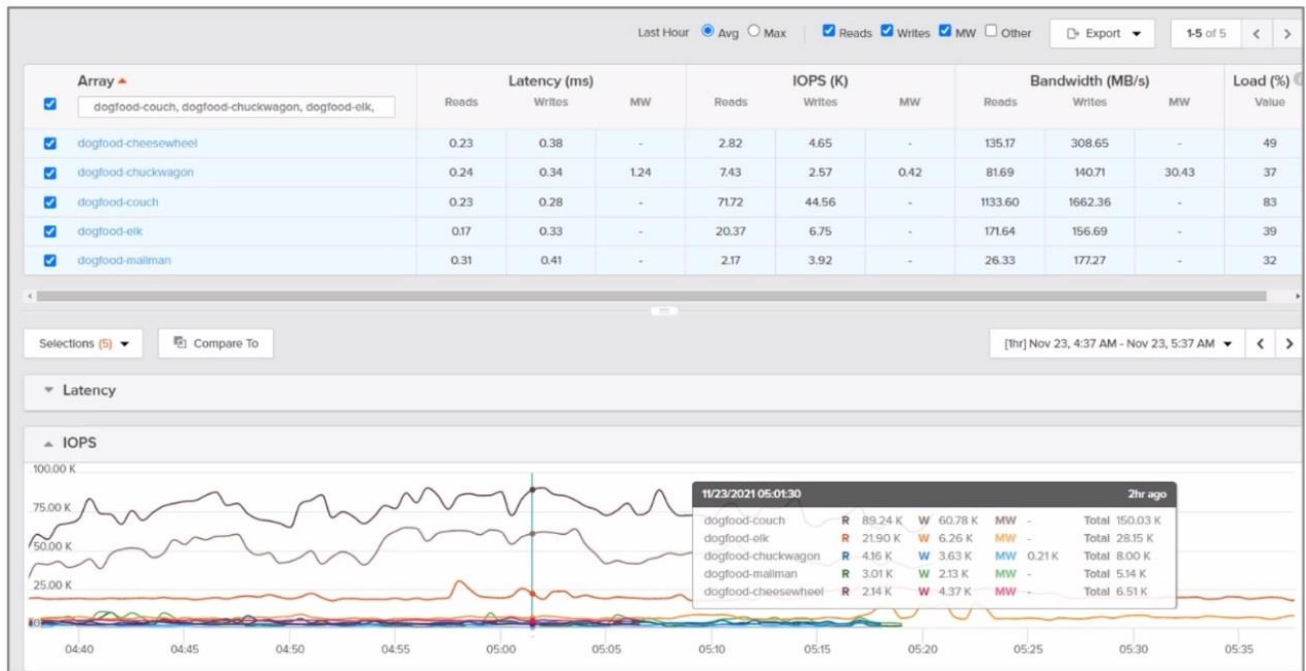 Last Hour Avg Max Reads Writes MW Other Export 1-5 of 5 < >
Array Latency (ms) IOPS (K) Bandwidth (MB/s) Load (%)
dogfood-couch, dogfood-chuckwagon, dogfood-elk, Reads Writes MW Reads Writes MW Reads Writes MW Value
dogfood-cheesewheel 0.23 0.38 - 2.82 4.65 - 135.17 308.65 - 49
dogfood-chuckwagon 0.24 0.34 1.24 7.43 2.57 0.42 81.69 140.71 30.43 37
dogfood-couch 0.23 0.28 - 71.72 44.56 - 1133.60 1662.36 - 83
dogfood-elk 0.17 0.33 - 20.37 6.75 - 171.64 156.69 - 39
dogfood-mailman 0.31 0.41 - 2.17 3.92 - 26.33 177.27 - 32
Selections (5) Compare To [1hr] Nov 23, 4:37 AM - Nov 23, 5:37 AM < >
Latency
IOPS
100.00 K
11/23/2021 05:01:30 2hr ago
75.00 K
dogfood-couch R 89.24 K W 60.78 K MW - Total 150.03 K
dogfood-elk R 21.90 K W 6.26 K MW - Total 28.15 K
50.00 K
dogfood-chuckwagon R 4.16 K W 3.63 K MW 0.21 K Total 8.00 K
dogfood-mailman R 3.01 K W 2.13 K MW - Total 5.14 K
25.00 K
dogfood-cheesewheel R 2.14 K W 4.37 K MW - Total 6.51 K
04:40 04:45 04:50 04:55 05:00 05:05 05:10 05:15 05:20 05:25 05:30 05:35